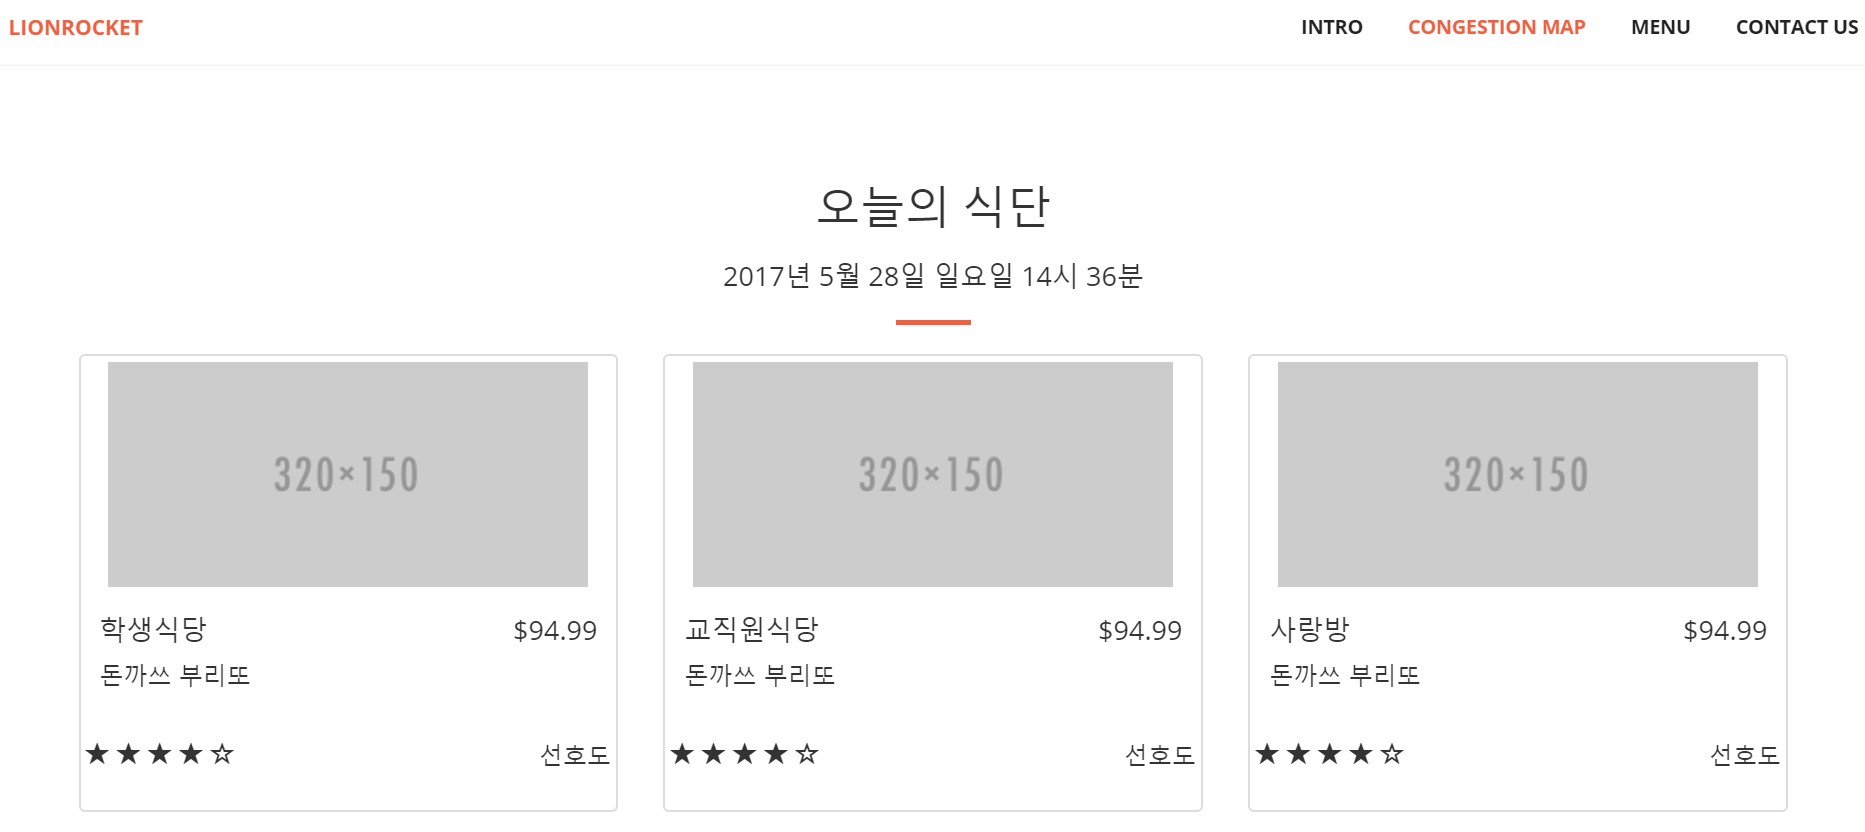 LIONROCKET INTRO CONGESTION MAP MENU CONTACT US
오늘의 식단
2017년 5월 28일 일요일 14시 36분
320×150 320×150 320×150
학생식당 $94.99 교직원식당 $94.99 사랑방 $94.99
돈까쓰 부리또 돈까쓰 부리또 돈까쓰 부리또
★★★★☆ 선호도 ★★★★☆ 선호도 ★★★★☆ 선호도